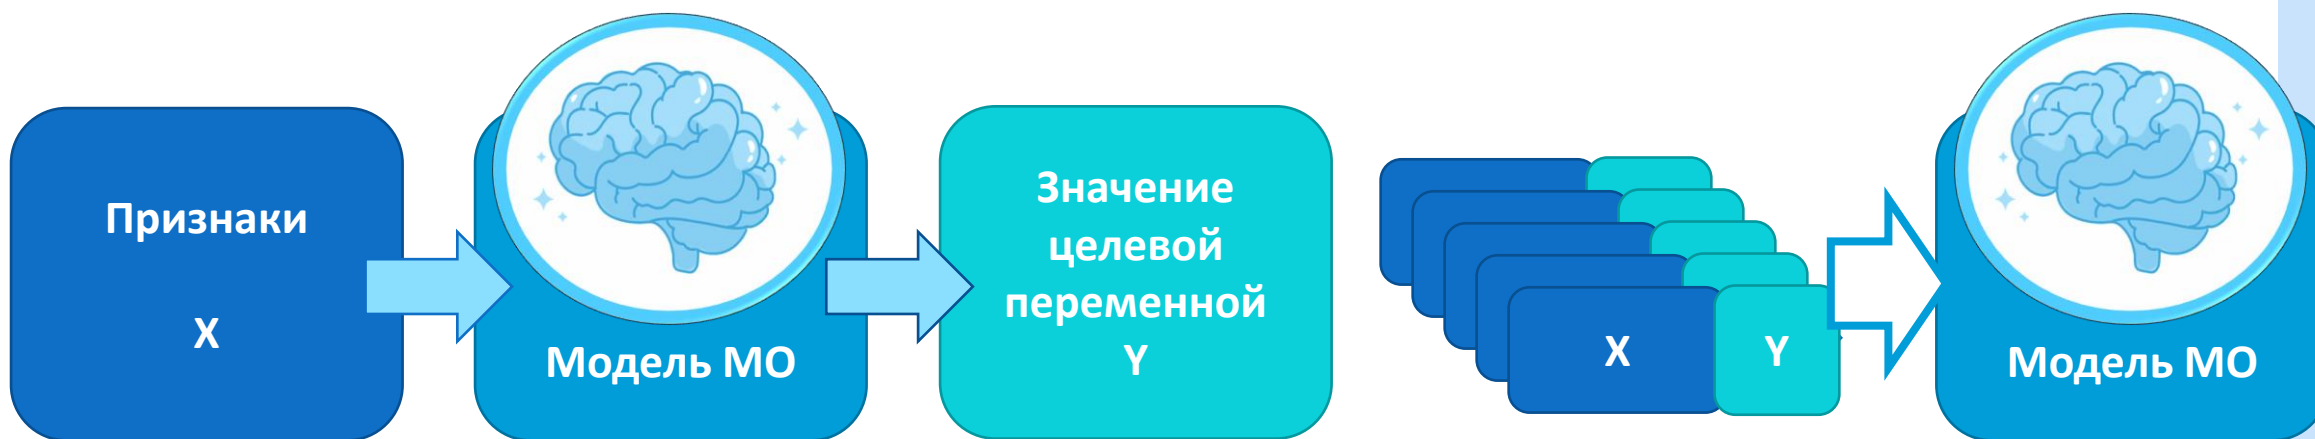 Признаки
X
Модель МО
Значение
целевой
переменной
Y
X
Y
Модель МО